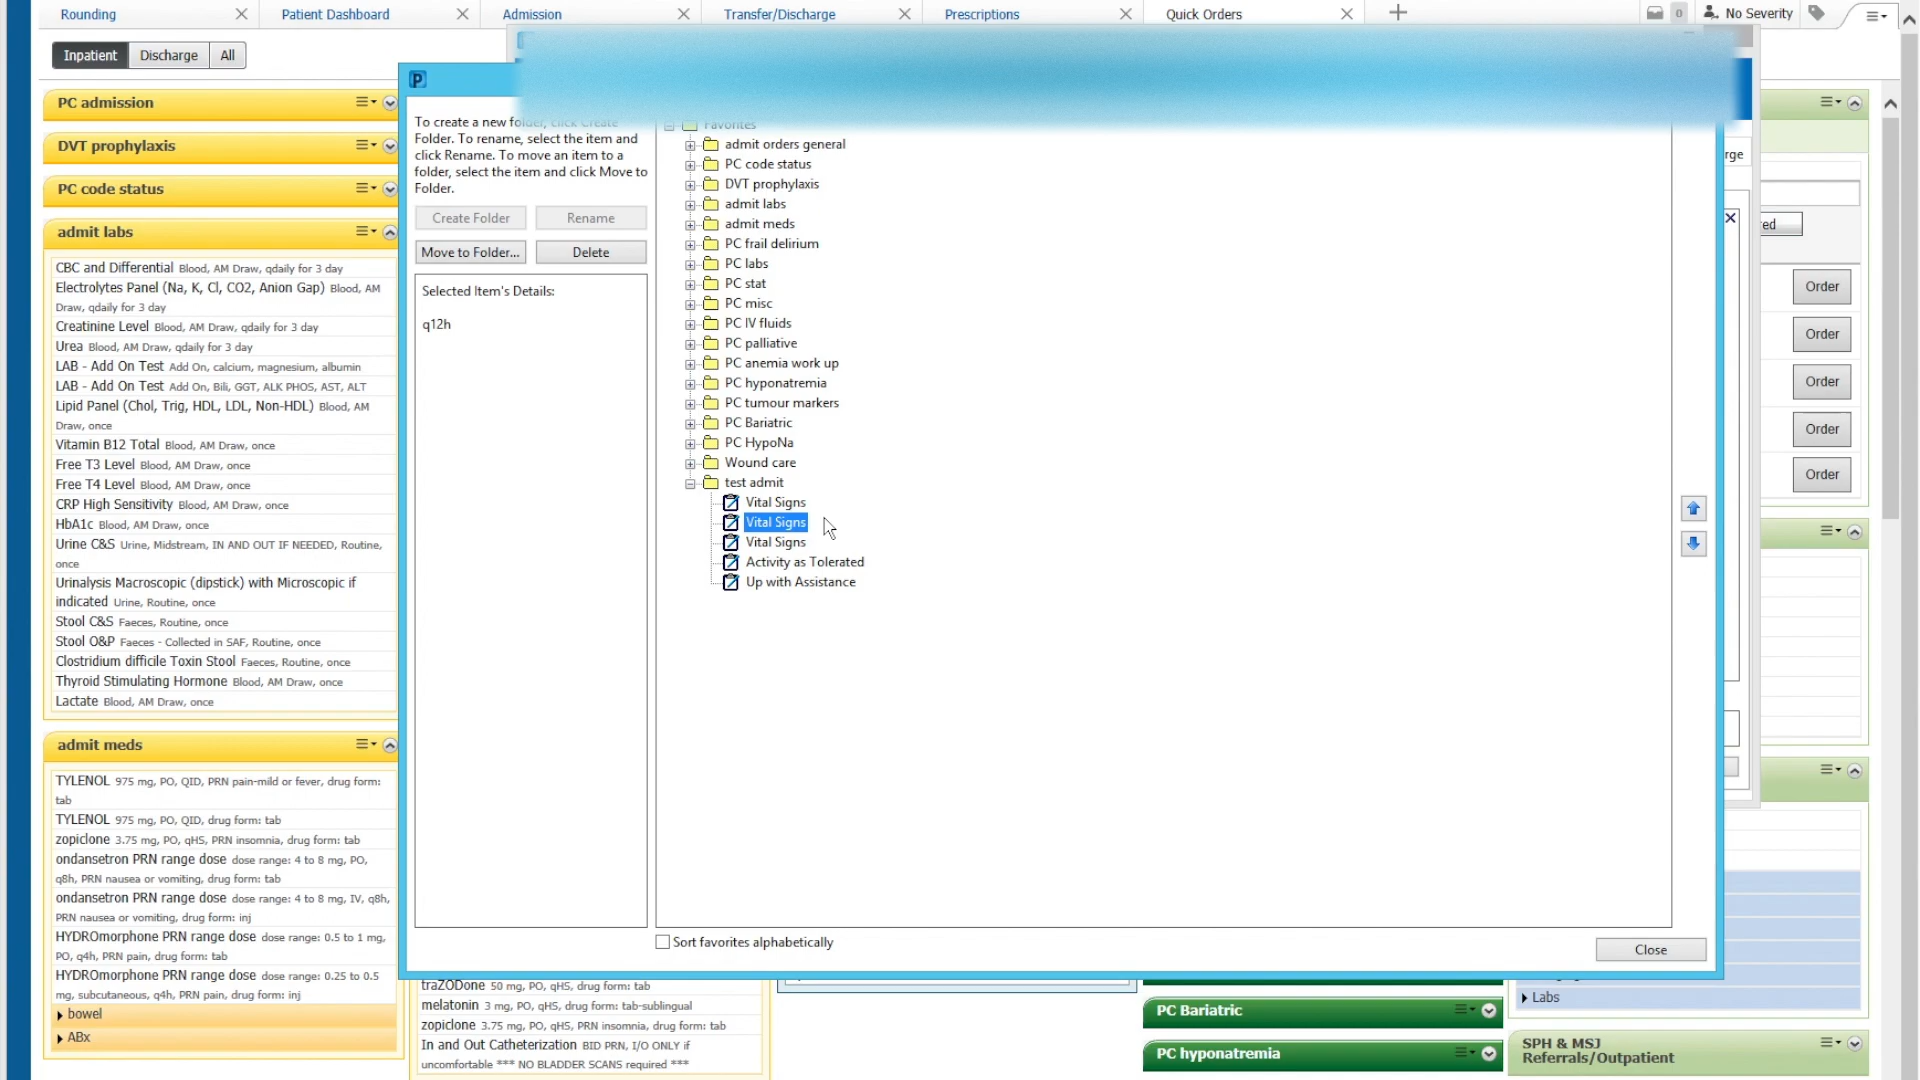 Rounding
Patient Dashboard
Admission
Transfer/Discharge
Prescriptions
Quick Orders
0
No Severity
Inpatient
Discharge
All
PC admission
DVT prophylaxis
PC code status
admit labs
CBC and Differential Blood, AM Draw, qdaily for 3 day
Electrolytes Panel (Na, K, Cl, CO2, Anion Gap) Blood, AM
Draw, qdaily for 3 day
Creatinine Level Blood, AM Draw, qdaily for 3 day
Urea Blood, AM Draw, qdaily for 3 day
LAB - Add On Test Add On, calcium, magnesium, albumin
LAB - Add On Test Add On, Bili, GGT, ALK PHOS, AST, ALT
Lipid Panel (Chol, Trig, HDL, LDL, Non-HDL) Blood, AM
Draw, once
Vitamin B12 Total Blood, AM Draw, once
Free T3 Level Blood, AM Draw, once
Free T4 Level Blood, AM Draw, once
CRP High Sensitivity Blood, AM Draw, once
HbA1c Blood, AM Draw, once
Urine C&S Urine, Midstream, IN AND OUT IF NEEDED, Routine,
once
Urinalysis Macroscopic (dipstick) with Microscopic if
indicated Urine, Routine, once
Stool C&S Faeces, Routine, once
Stool O&P Faeces - Collected in SAF, Routine, once
Clostridium difficile Toxin Stool Faeces, Routine, once
Thyroid Stimulating Hormone Blood, AM Draw, once
Lactate Blood, AM Draw, once
admit meds
TYLENOL 975 mg, PO, QID, PRN pain-mild or fever, drug form:
tab
TYLENOL 975 mg, PO, QID, drug form: tab
zopiclone 3.75 mg, PO, qHS, PRN insomnia, drug form: tab
ondansetron PRN range dose dose range: 4 to 8 mg, PO,
q8h, PRN nausea or vomiting, drug form: tab
ondansetron PRN range dose dose range: 4 to 8 mg, IV, q8h,
PRN nausea or vomiting, drug form: inj
HYDROmorphone PRN range dose dose range: 0.5 to 1 mg,
PO, q4h, PRN pain, drug form: tab
HYDROmorphone PRN range dose dose range: 0.25 to 0.5
mg, subcutaneous, q4h, PRN pain, drug form: inj
bowel
ABx
P
To create a new folder, click Create
Folder. To rename, select the item and
click Rename. To move an item to a
folder, select the item and click Move to
Folder.
Create Folder
Rename
Move to Folder...
Delete
Selected Item's Details:
q12h
Favorites
admit orders general
PC code status
DVT prophylaxis
admit labs
admit meds
PC frail delirium
PC labs
PC stat
PC misc
PC IV fluids
PC palliative
PC anemia work up
PC hyponatremia
PC tumour markers
PC Bariatric
PC HypoNa
Wound care
test admit
Vital Signs
Vital Signs
Vital Signs
Activity as Tolerated
Up with Assistance
Sort favorites alphabetically
Close
rge
ed
Order
Order
Order
Order
Order
traZODone 50 mg, PO, qHS, drug form: tab
melatonin 3 mg, PO, qHS, drug form: tab-sublingual
zopiclone 3.75 mg, PO, qHS, PRN insomnia, drug form: tab
In and Out Catheterization BID PRN, I/O ONLY if
uncomfortable *** NO BLADDER SCANS required ***
PC Bariatric
PC hyponatremia
Labs
SPH & MSJ
Referrals/Outpatient